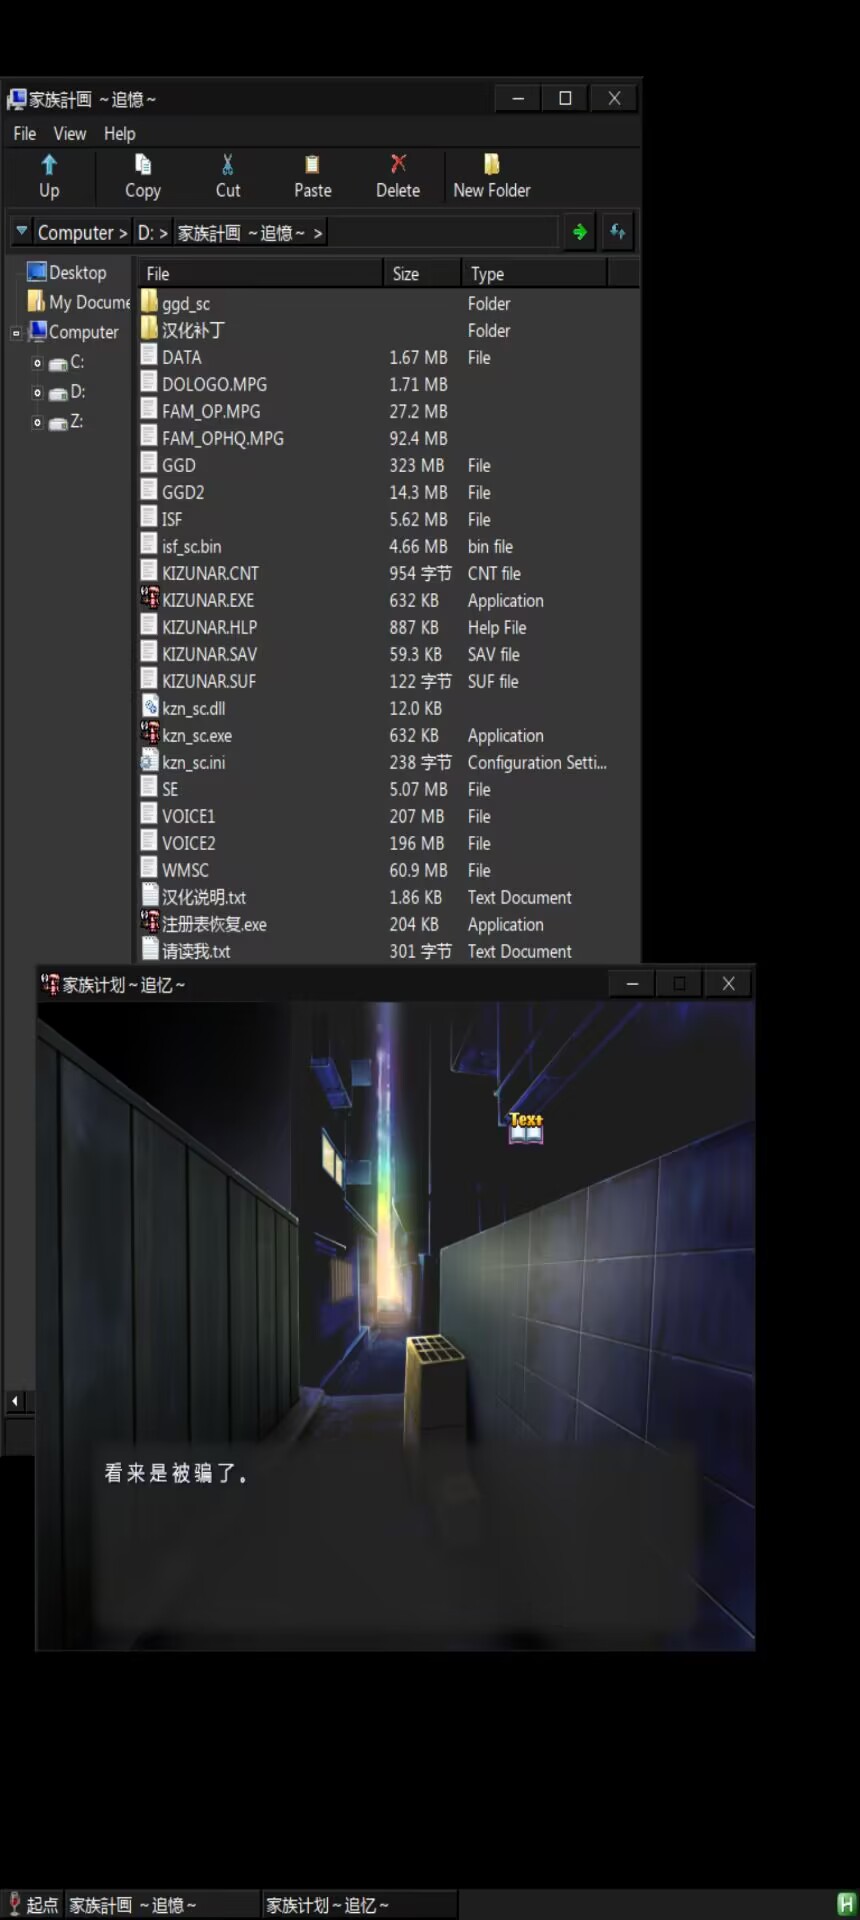 家族計画 ～追憶～
File View Help
Up Copy Cut Paste Delete New Folder
Computer > D: > 家族計画 ～追憶～ >
Desktop
My Docume
Computer
C:
D:
Z:
File Size Type
ggd_sc Folder
汉化补丁 Folder
DATA 1.67 MB File
DOLOGO.MPG 1.71 MB
FAM_OP.MPG 27.2 MB
FAM_OPHQ.MPG 92.4 MB
GGD 323 MB File
GGD2 14.3 MB File
ISF 5.62 MB File
isf_sc.bin 4.66 MB bin file
KIZUNAR.CNT 954 字节 CNT file
KIZUNAR.EXE 632 KB Application
KIZUNAR.HLP 887 KB Help File
KIZUNAR.SAV 59.3 KB SAV file
KIZUNAR.SUF 122 字节 SUF file
kzn_sc.dll 12.0 KB
kzn_sc.exe 632 KB Application
kzn_sc.ini 238 字节 Configuration Setti...
SE 5.07 MB File
VOICE1 207 MB File
VOICE2 196 MB File
WMSC 60.9 MB File
汉化说明.txt 1.86 KB Text Document
注册表恢复.exe 204 KB Application
请读我.txt 301 字节 Text Document
家族计划～追忆～
Text
看来是被骗了。
起点 家族計画 ～追憶～ 家族计划～追忆～ H